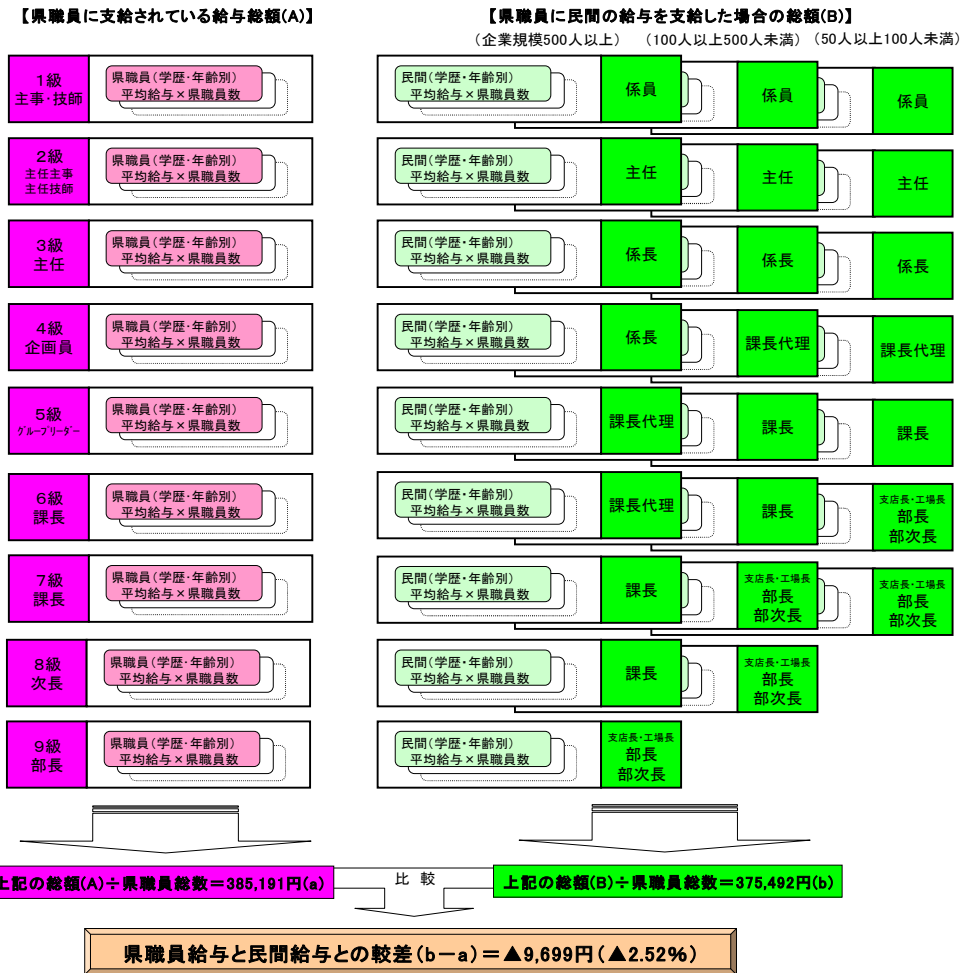 【県職員に支給されている給与総額(A)】
【県職員に民間の給与を支給した場合の総額(B)】
（企業規模500人以上）
（100人以上500人未満）
（50人以上100人未満）
1級
主事・技師
県職員（学歴・年齢別）
平均給与×県職員数
民間（学歴・年齢別）
平均給与×県職員数
係員
係員
係員
2級
主任主事
主任技師
県職員（学歴・年齢別）
平均給与×県職員数
民間（学歴・年齢別）
平均給与×県職員数
主任
主任
主任
3級
主任
県職員（学歴・年齢別）
平均給与×県職員数
民間（学歴・年齢別）
平均給与×県職員数
係長
係長
係長
4級
企画員
県職員（学歴・年齢別）
平均給与×県職員数
民間（学歴・年齢別）
平均給与×県職員数
係長
課長代理
課長代理
5級
グループリーダー
県職員（学歴・年齢別）
平均給与×県職員数
民間（学歴・年齢別）
平均給与×県職員数
課長代理
課長
課長
6級
課長
県職員（学歴・年齢別）
平均給与×県職員数
民間（学歴・年齢別）
平均給与×県職員数
課長代理
課長
支店長・工場長
部長
部次長
7級
課長
県職員（学歴・年齢別）
平均給与×県職員数
民間（学歴・年齢別）
平均給与×県職員数
課長
支店長・工場長
部長
部次長
支店長・工場長
部長
部次長
8級
次長
県職員（学歴・年齢別）
平均給与×県職員数
民間（学歴・年齢別）
平均給与×県職員数
課長
支店長・工場長
部長
部次長
9級
部長
県職員（学歴・年齢別）
平均給与×県職員数
民間（学歴・年齢別）
平均給与×県職員数
支店長・工場長
部長
部次長
上記の総額(A)÷県職員総数＝385,191円(a)
比 較
上記の総額(B)÷県職員総数＝375,492円(b)
県職員給与と民間給与との較差(b－a)＝▲9,699円(▲2.52%)